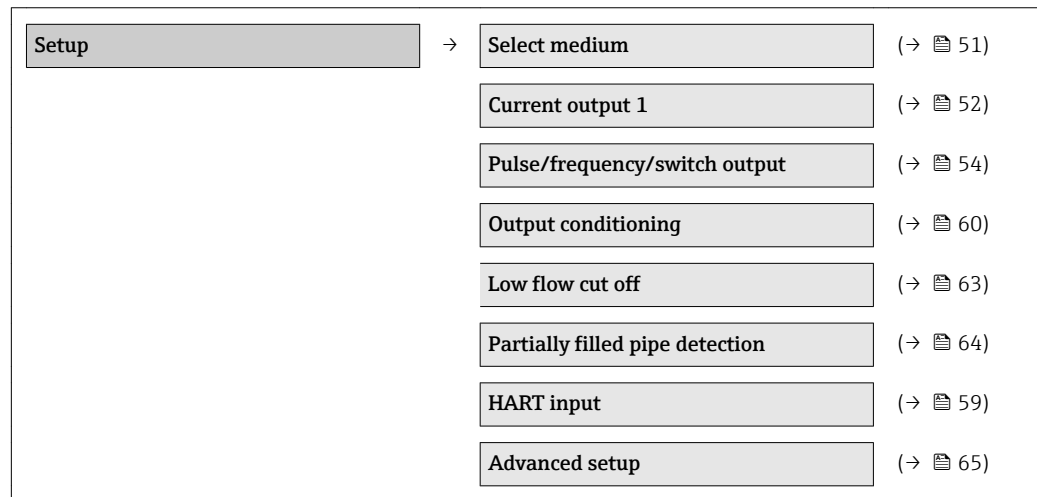 Setup → Select medium (→ 51)
Current output 1 (→ 52)
Pulse/frequency/switch output (→ 54)
Output conditioning (→ 60)
Low flow cut off (→ 63)
Partially filled pipe detection (→ 64)
HART input (→ 59)
Advanced setup (→ 65)